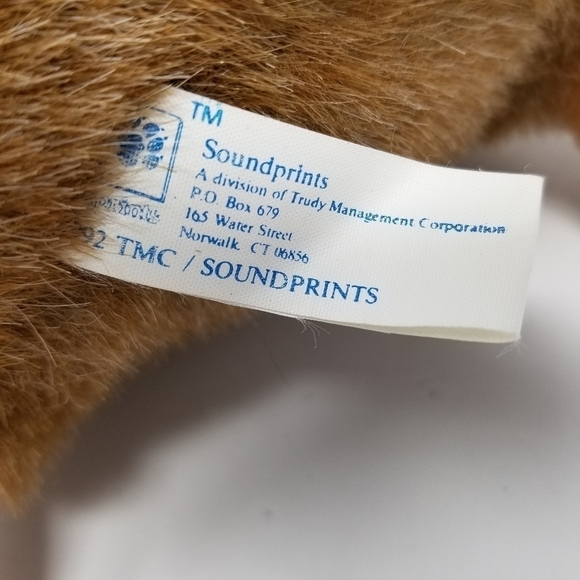 TM
Soundprints
A division of Trudy Management Corporation
P.O. Box 679
165 Water Street
Norwalk CT 06856
92 TMC / SOUNDPRINTS